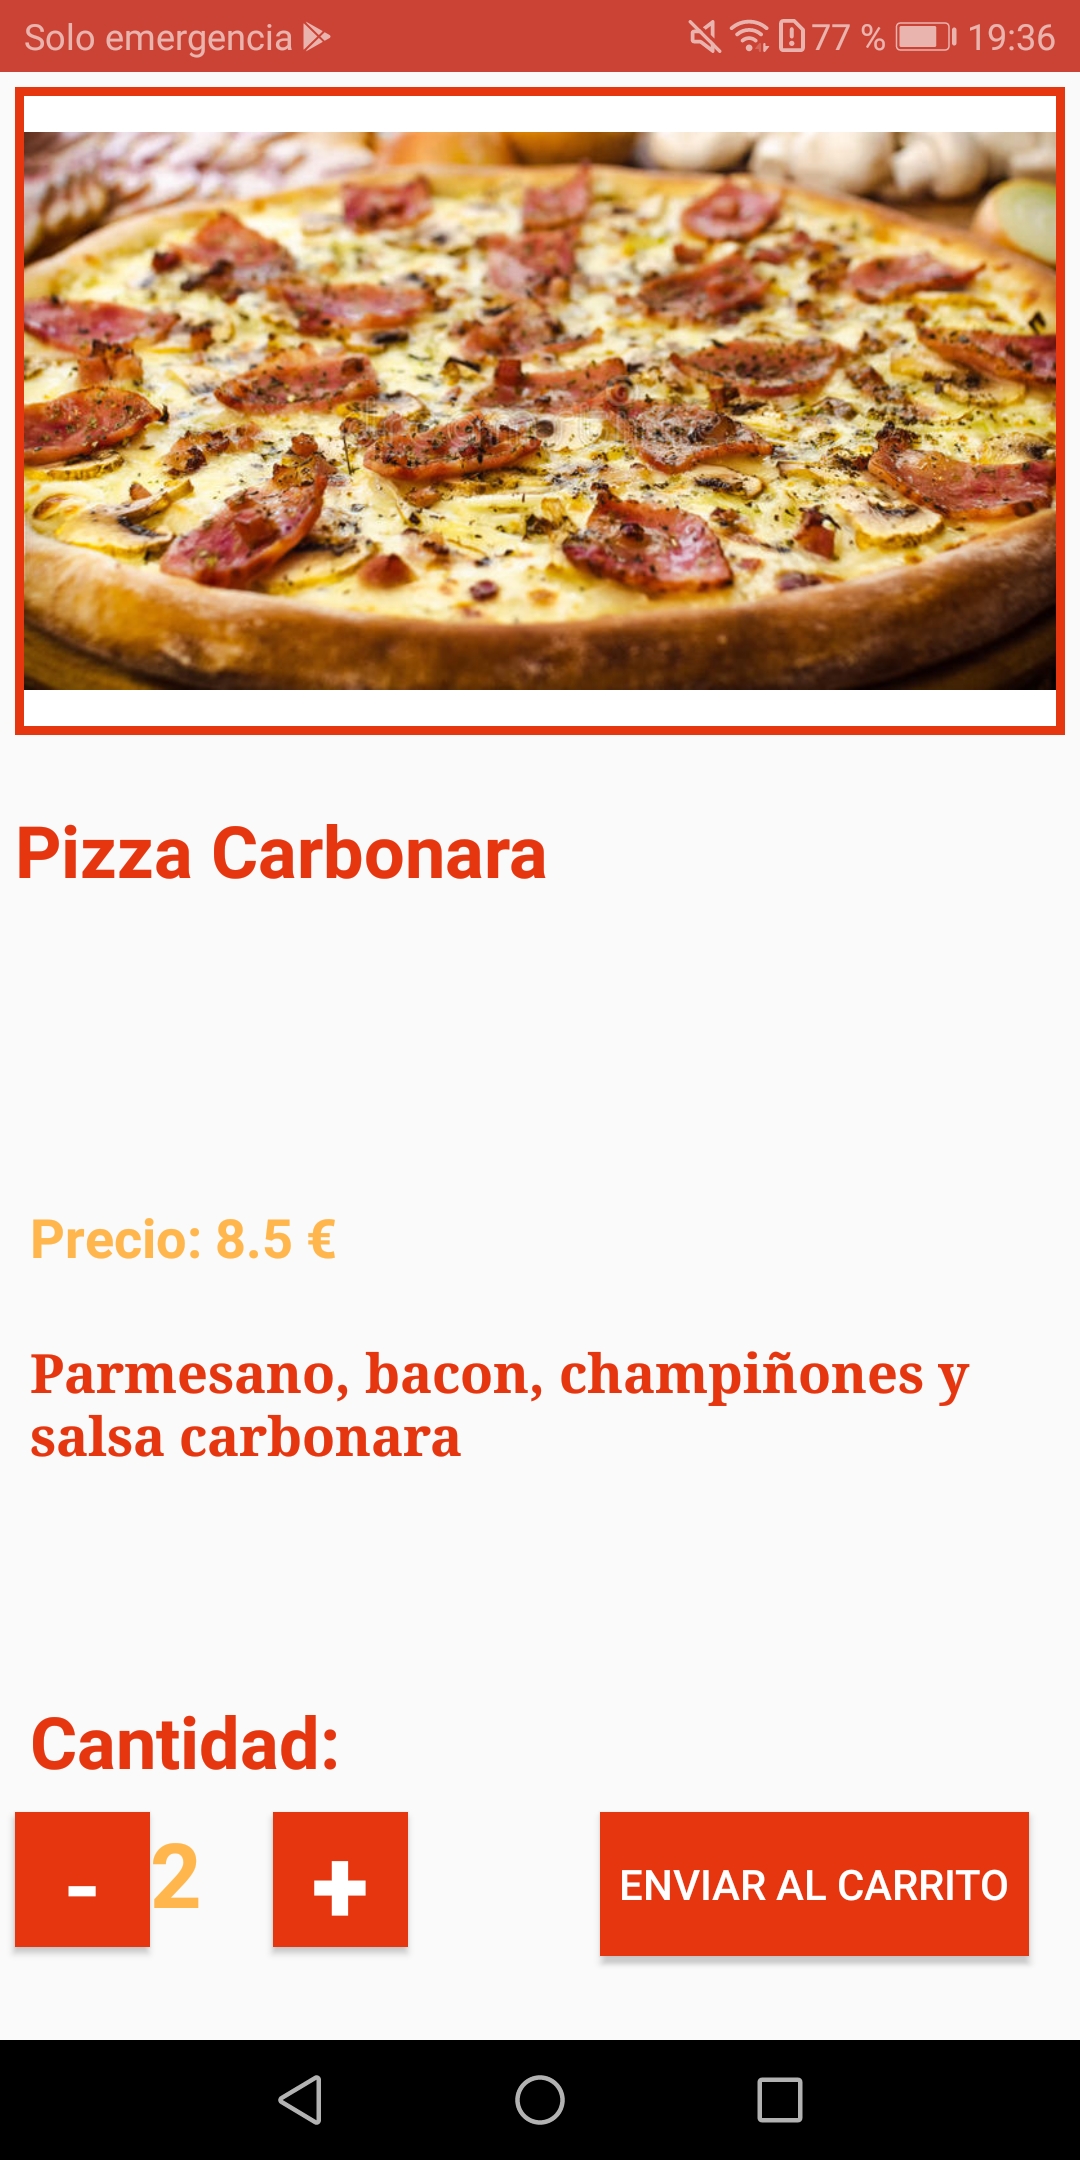 Solo emergencia 77 % 19:36
Pizza Carbonara
Precio: 8.5 €
Parmesano, bacon, champiñones y
salsa carbonara
Cantidad:
- 2 + ENVIAR AL CARRITO